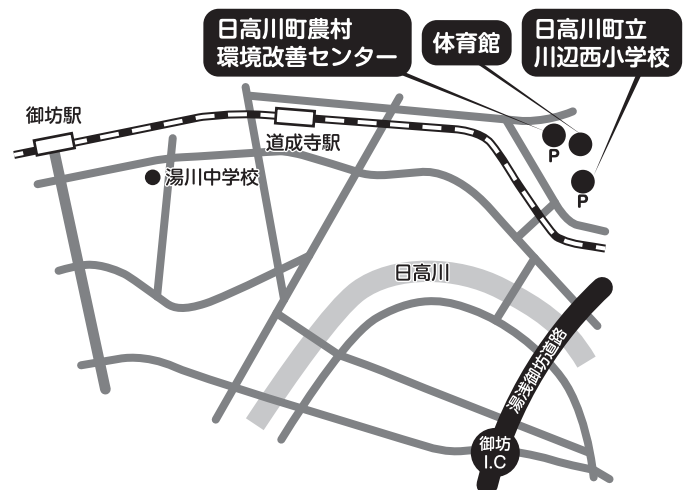 日高川町農村
環境改善センター
体育館
日高川町立
川辺西小学校
御坊駅
道成寺駅
P
湯川中学校
P
日高川
湯浅御坊道路
御坊
I.C